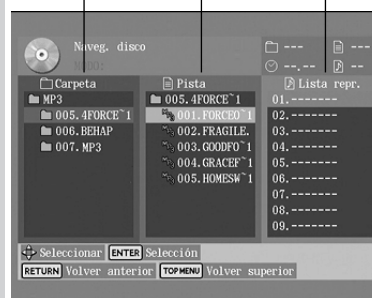 Naveg. disco
MODO:
--- ---
--.-- --
Carpeta
MP3
005.4FORCE~1
006.BEHAP
007.MP3
Pista
005.4FORCE~1
001.FORCEO~1
002.FRAGILE.
003.GOODFO~1
004.GRACEF~1
005.HOMESW~1
Lista repr.
01.-------
02.-------
03.-------
04.-------
05.-------
06.-------
07.-------
08.-------
09.-------
Seleccionar ENTER Selección
RETURN Volver anterior TOP MENU Volver superior